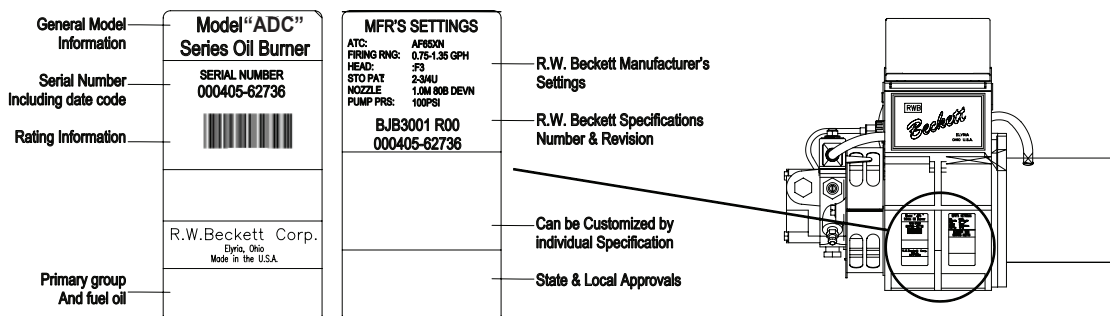 General Model
Information
Serial Number
Including date code
Rating Information
Primary group
And fuel oil
Model"ADC"
Series Oil Burner
SERIAL NUMBER
000405-62736
R.W.Beckett Corp.
Elyria, Ohio
Made in the U.S.A.
MFR'S SETTINGS
ATC: AF65XN
FIRING RNG: 0.75-1.35 GPH
HEAD: :F3
STO PAT: 2-3/4U
NOZZLE 1.0M 80B DEVN
PUMP PRS: 100PSI
BJB3001 R00
000405-62736
R.W. Beckett Manufacturer's
Settings
R.W. Beckett Specifications
Number & Revision
Can be Customized by
individual Specification
State & Local Approvals
RWB
Beckett
ELYRIA
OHIO U.S.A.